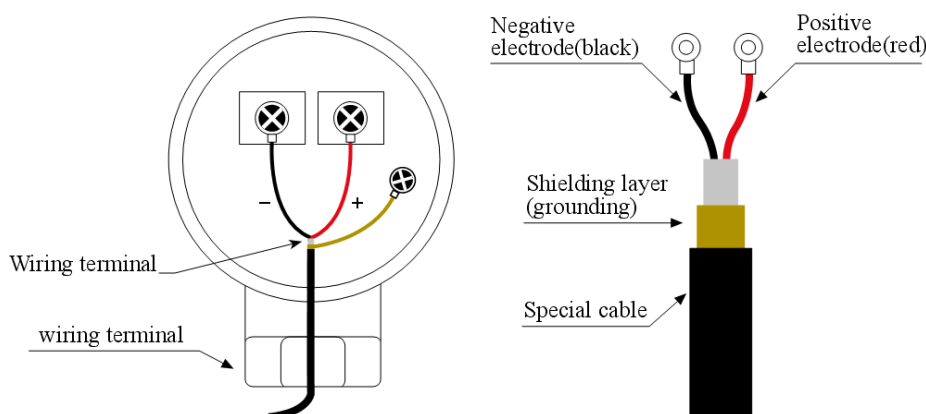 −
+
Wiring terminal
wiring terminal
Negative
electrode(black)
Positive
electrode(red)
Shielding layer
(grounding)
Special cable